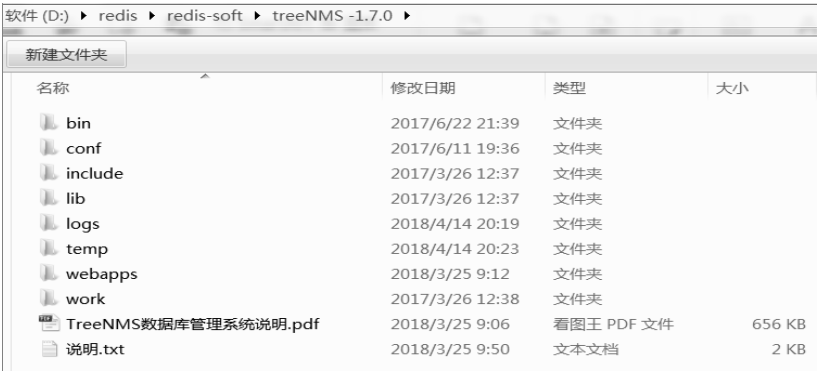 软件 (D:) ▶ redis ▶ redis-soft ▶ treeNMS -1.7.0 ▶
新建文件夹
名称 修改日期 类型 大小
bin 2017/6/22 21:39 文件夹
conf 2017/6/11 19:36 文件夹
include 2017/3/26 12:37 文件夹
lib 2017/3/26 12:37 文件夹
logs 2018/4/14 20:19 文件夹
temp 2018/4/14 20:23 文件夹
webapps 2018/3/25 9:12 文件夹
work 2017/3/26 12:38 文件夹
TreeNMS数据库管理系统说明.pdf 2018/3/25 9:06 看图王 PDF 文件 656 KB
说明.txt 2018/3/25 9:50 文本文档 2 KB